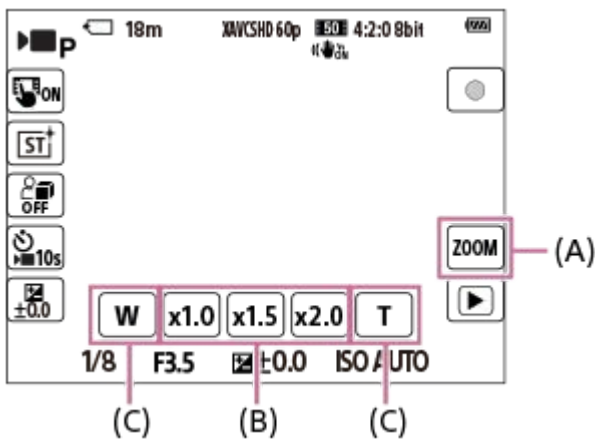 P 18m XAVCSHD 60p 50 4:2:0 8bit
ON
ST
OFF
10s
ZOOM (A)
±0.0
W x1.0 x1.5 x2.0 T
1/8 F3.5 ±0.0 ISO AUTO
(C) (B) (C)